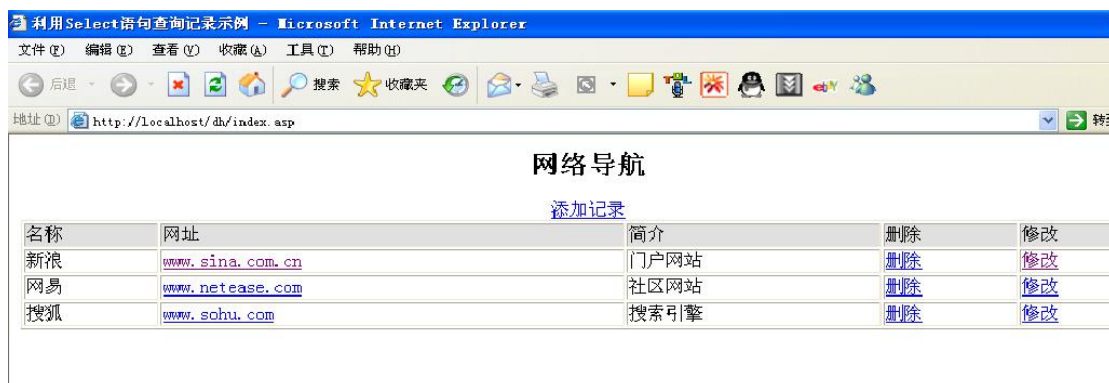 利用Select语句查询记录示例 - Microsoft Internet Explorer
文件(F) 编辑(E) 查看(V) 收藏(A) 工具(T) 帮助(H)
后退 搜索 收藏夹 ebY
地址(D) http://localhost/dh/index.asp 转到
网络导航
添加记录
名称 网址 简介 删除 修改
新浪 www.sina.com.cn 门户网站 删除 修改
网易 www.netease.com 社区网站 删除 修改
搜狐 www.sohu.com 搜索引擎 删除 修改